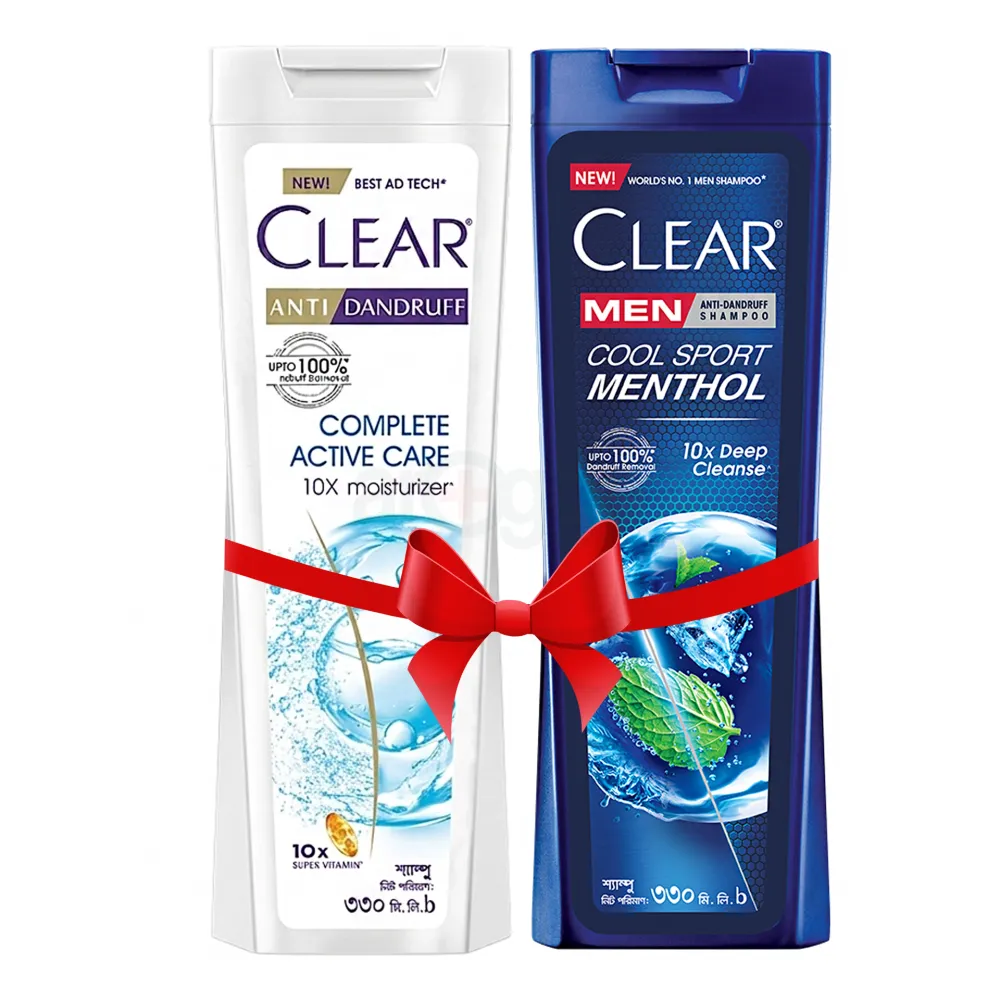 NEW! BEST AD TECH*
CLEAR®
ANTI DANDRUFF
UPTO 100%*
COMPLETE
ACTIVE CARE
10X moisturizer^
10x
SUPER VITAMIN^
শ্যাম্পু
নিট পরিমাণ:
৩৩০ মি. লি. b
NEW! WORLD'S NO. 1 MEN SHAMPOO*
CLEAR®
MEN ANTI-DANDRUFF
SHAMPOO
COOL SPORT
MENTHOL
UPTO 100%*
Dandruff Removal
10x Deep
Cleanse^
শ্যাম্পু
নিট পরিমাণ: ৩৩০ মি. লি. b